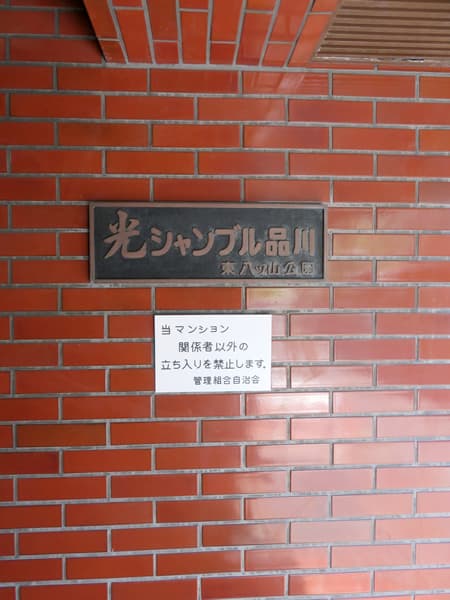 光シャンブル品川
東八ッ山公園
当マンション
関係者以外の
立ち入りを禁止します。
管理組合自治会